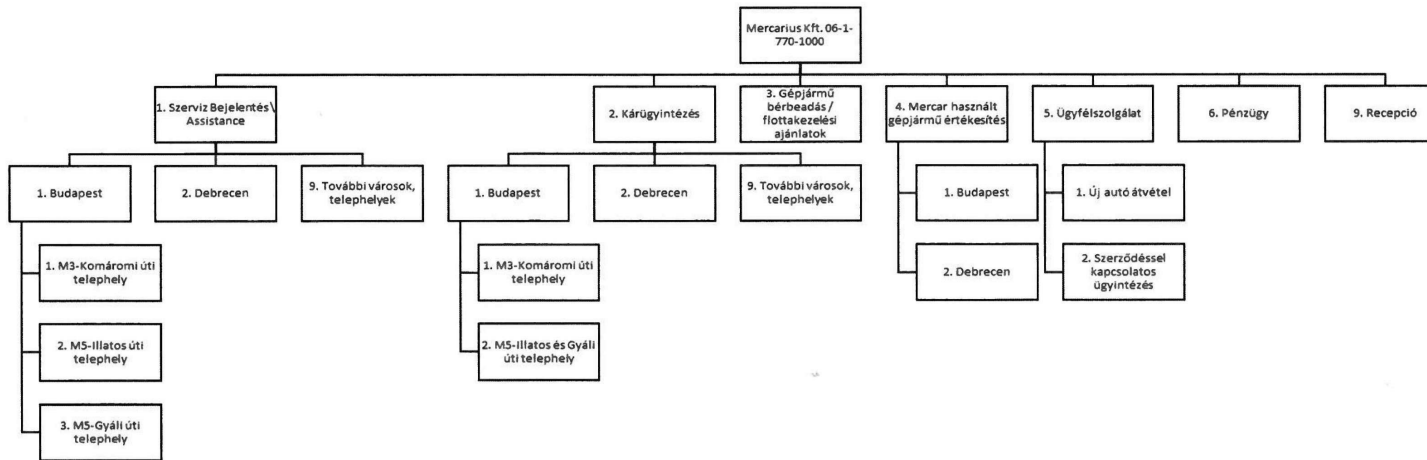 Mercarius Kft. 06-1-
770-1000
1. Szerviz Bejelentés \
Assistance
2. Kárügyintézés
3. Gépjármű
bérbeadás /
flottakezelési
ajánlatok
4. Mercar használt
gépjármű értékesítés
5. Ügyfélszolgálat
6. Pénzügy
9. Recepció
1. Budapest
2. Debrecen
9. További városok,
telephelyek
1. Budapest
2. Debrecen
9. További városok,
telephelyek
1. Budapest
1. Új autó átvétel
1. M3-Komáromi úti
telephely
1. M3-Komáromi úti
telephely
2. Debrecen
2. Szerződéssel
kapcsolatos
ügyintézés
2. M5-Illatos úti
telephely
2. M5-Illatos és Gyáli
úti telephely
3. M5-Gyáli úti
telephely